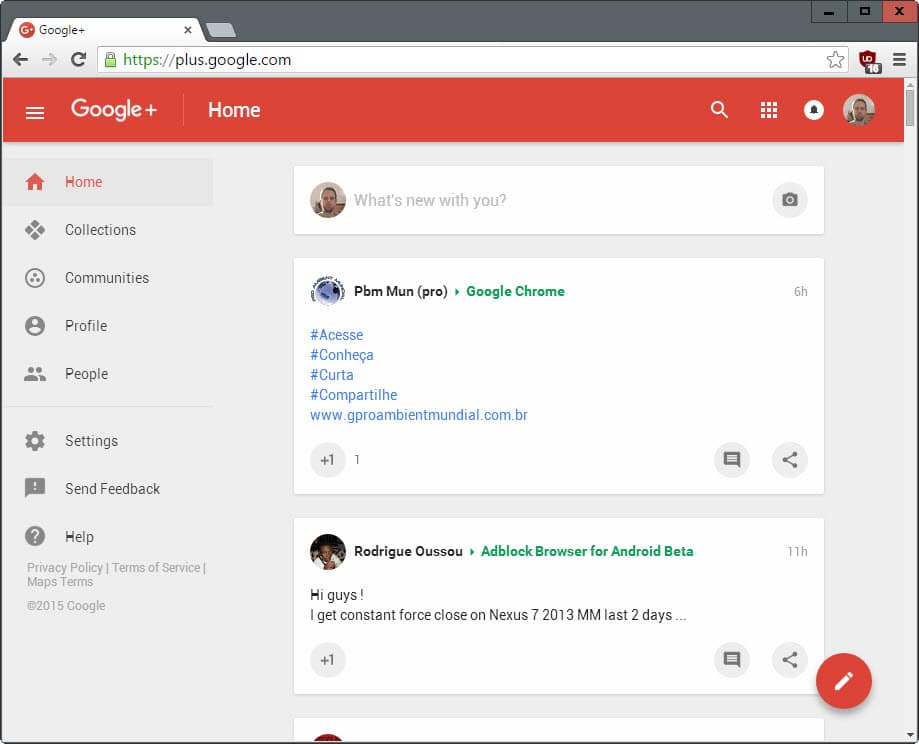 Google+
https://plus.google.com
16
Google+
Home
Home
Collections
Communities
Profile
People
Settings
Send Feedback
Help
Privacy Policy | Terms of Service |
Maps Terms
©2015 Google
What's new with you?
Pbm Mun (pro) Google Chrome 6h
#Acesse
#Conheça
#Curta
#Compartilhe
www.gproambientmundial.com.br
+1 1
Rodrigue Oussou Adblock Browser for Android Beta 11h
Hi guys !
I get constant force close on Nexus 7 2013 MM last 2 days ...
+1